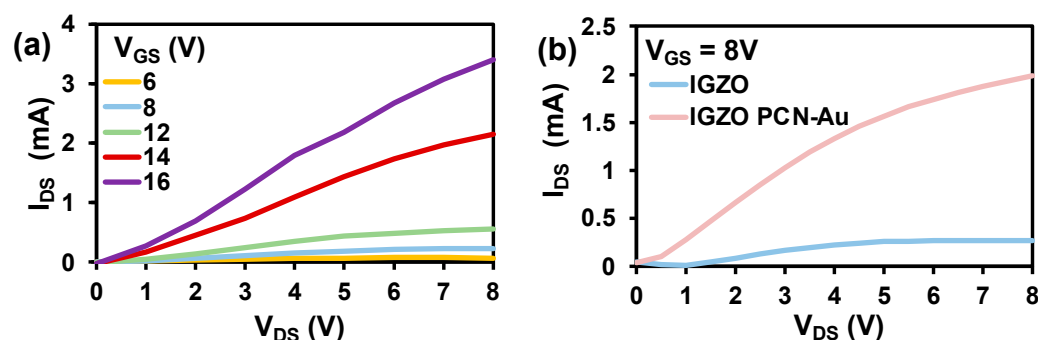 (a)
V_GS (V)
6
8
12
14
16
I_DS (mA)
4
3
2
1
0
0 1 2 3 4 5 6 7 8
V_DS (V)
(b)
V_GS = 8V
IGZO
IGZO PCN-Au
I_DS (mA)
2.5
2
1.5
1
0.5
0
0 1 2 3 4 5 6 7 8
V_DS (V)